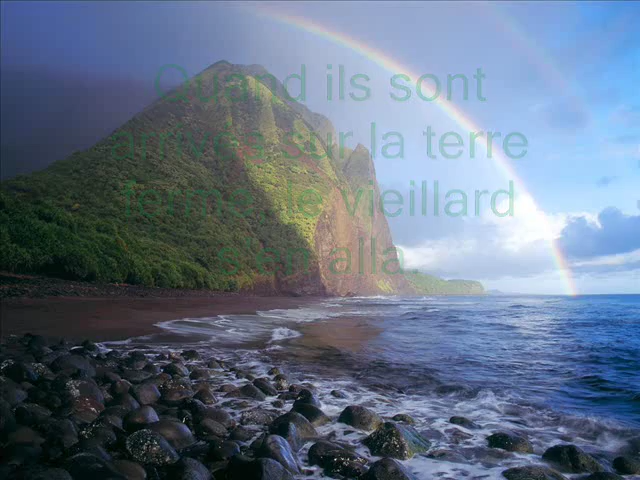 Quand ils sont
arrivés sur la terre
ferme, le vieillard
s'en alla